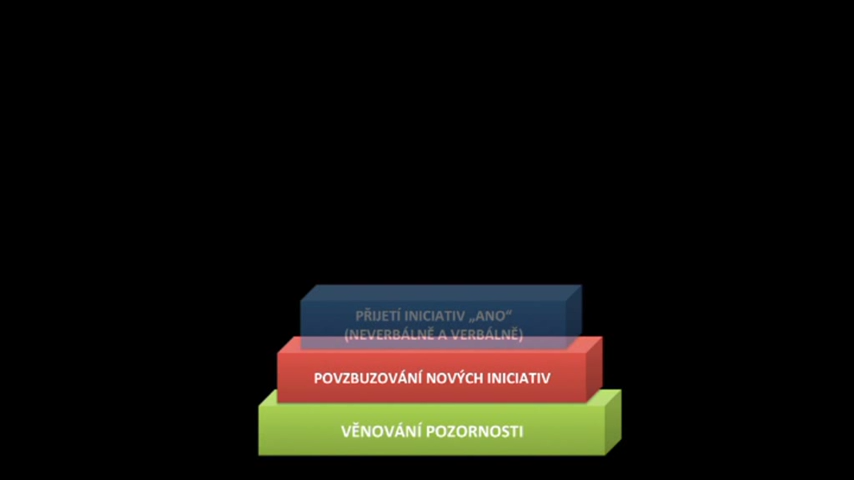 PŘIJETÍ INICIATIV „ANO“
(NEVERBÁLNĚ A VERBÁLNĚ)
POVZBUZOVÁNÍ NOVÝCH INICIATIV
VĚNOVÁNÍ POZORNOSTI